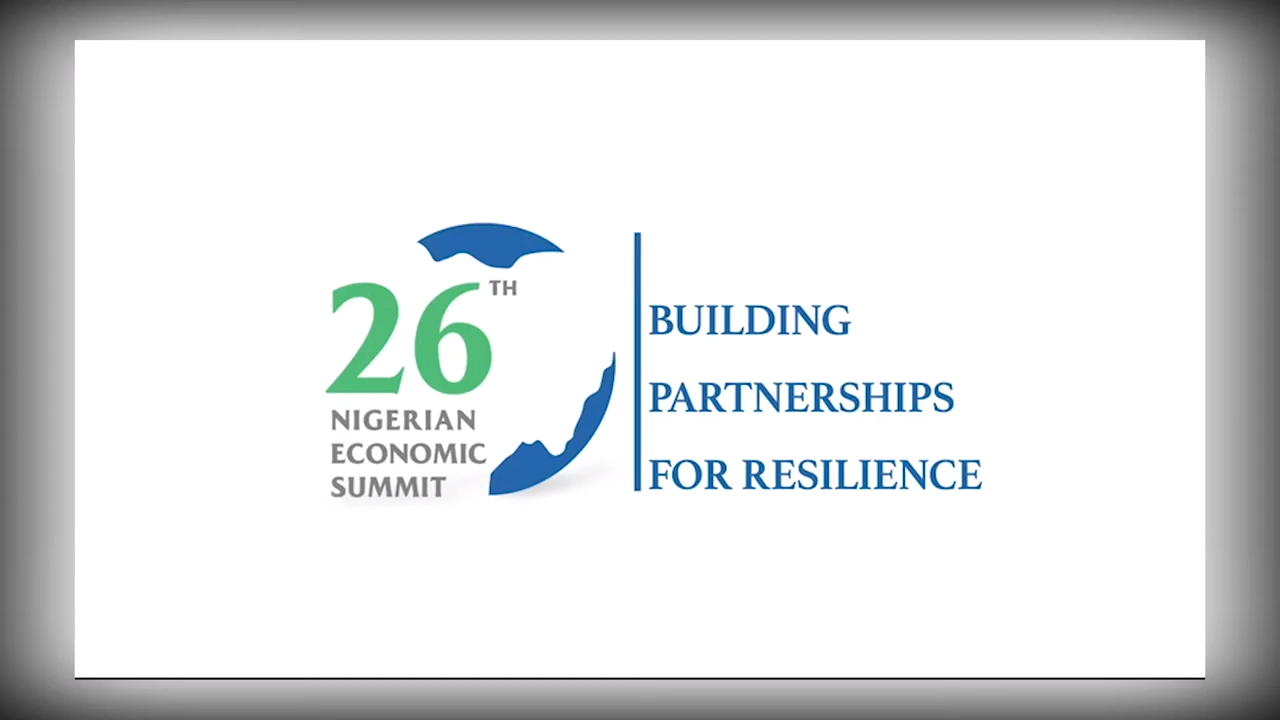 26TH
NIGERIAN
ECONOMIC
SUMMIT
BUILDING
PARTNERSHIPS
FOR RESILIENCE